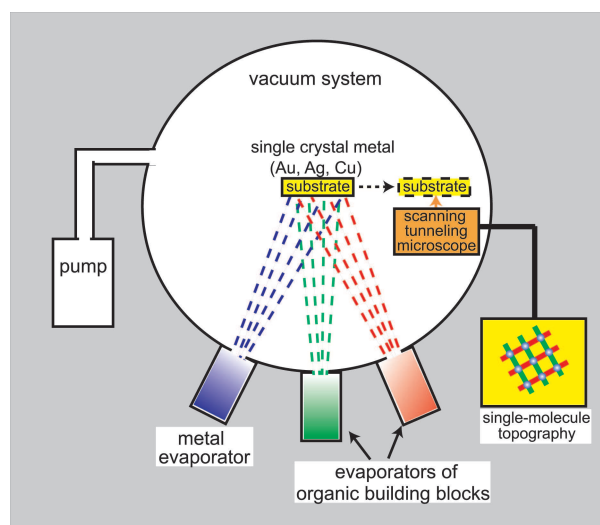 vacuum system
single crystal metal
(Au, Ag, Cu)
substrate
substrate
scanning
tunneling
microscope
pump
metal
evaporator
evaporators of
organic building blocks
single-molecule
topography